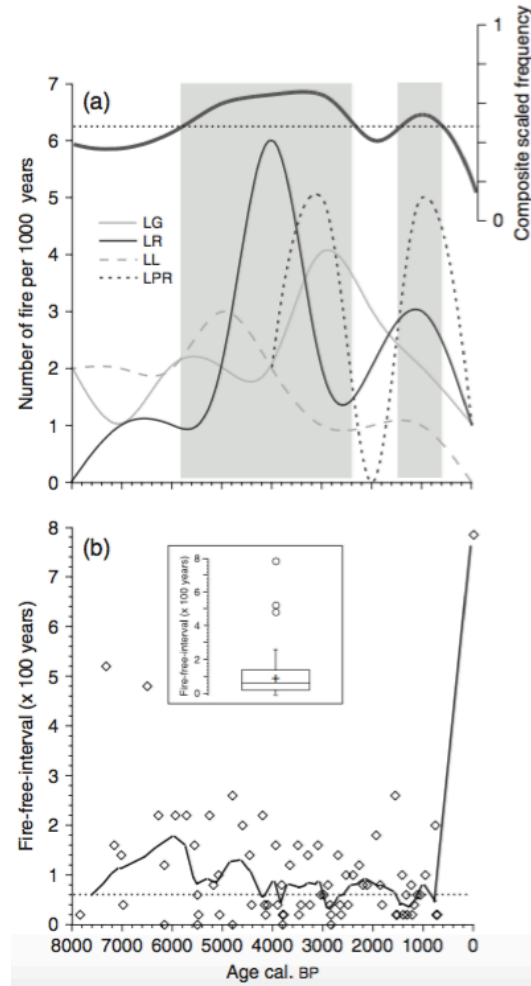 (a)
1
0
Composite scaled frequency
7
6
5
4
3
2
1
0
Number of fire per 1000 years
LG
LR
LL
LPR
(b)
8
7
6
5
4
3
2
1
0
Fire-free-interval (x 100 years)
8
6
4
2
0
Fire-free-interval (x 100 years)
8000 7000 6000 5000 4000 3000 2000 1000 0
Age cal. BP